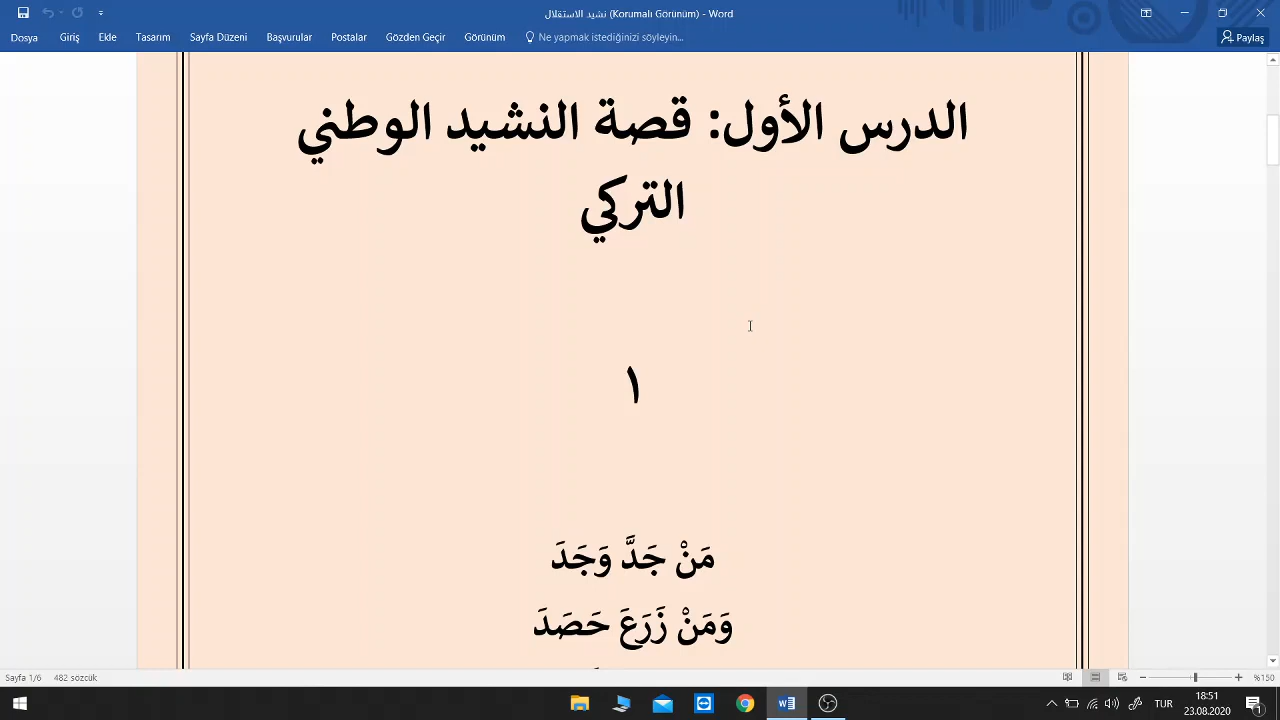 نشيد الاستقلال (Korumalı Görünüm) - Word
Dosya Giriş Ekle Tasarım Sayfa Düzeni Başvurular Postalar Gözden Geçir Görünüm Ne yapmak istediğinizi söyleyin... Paylaş
الدرس الأول: قصة النشيد الوطني
التركي
١
مَنْ جَدَّ وَجَدَ
وَمَنْ زَرَعَ حَصَدَ
Sayfa 1/6 482 sözcük %150
TUR 18:51
23.08.2020 1